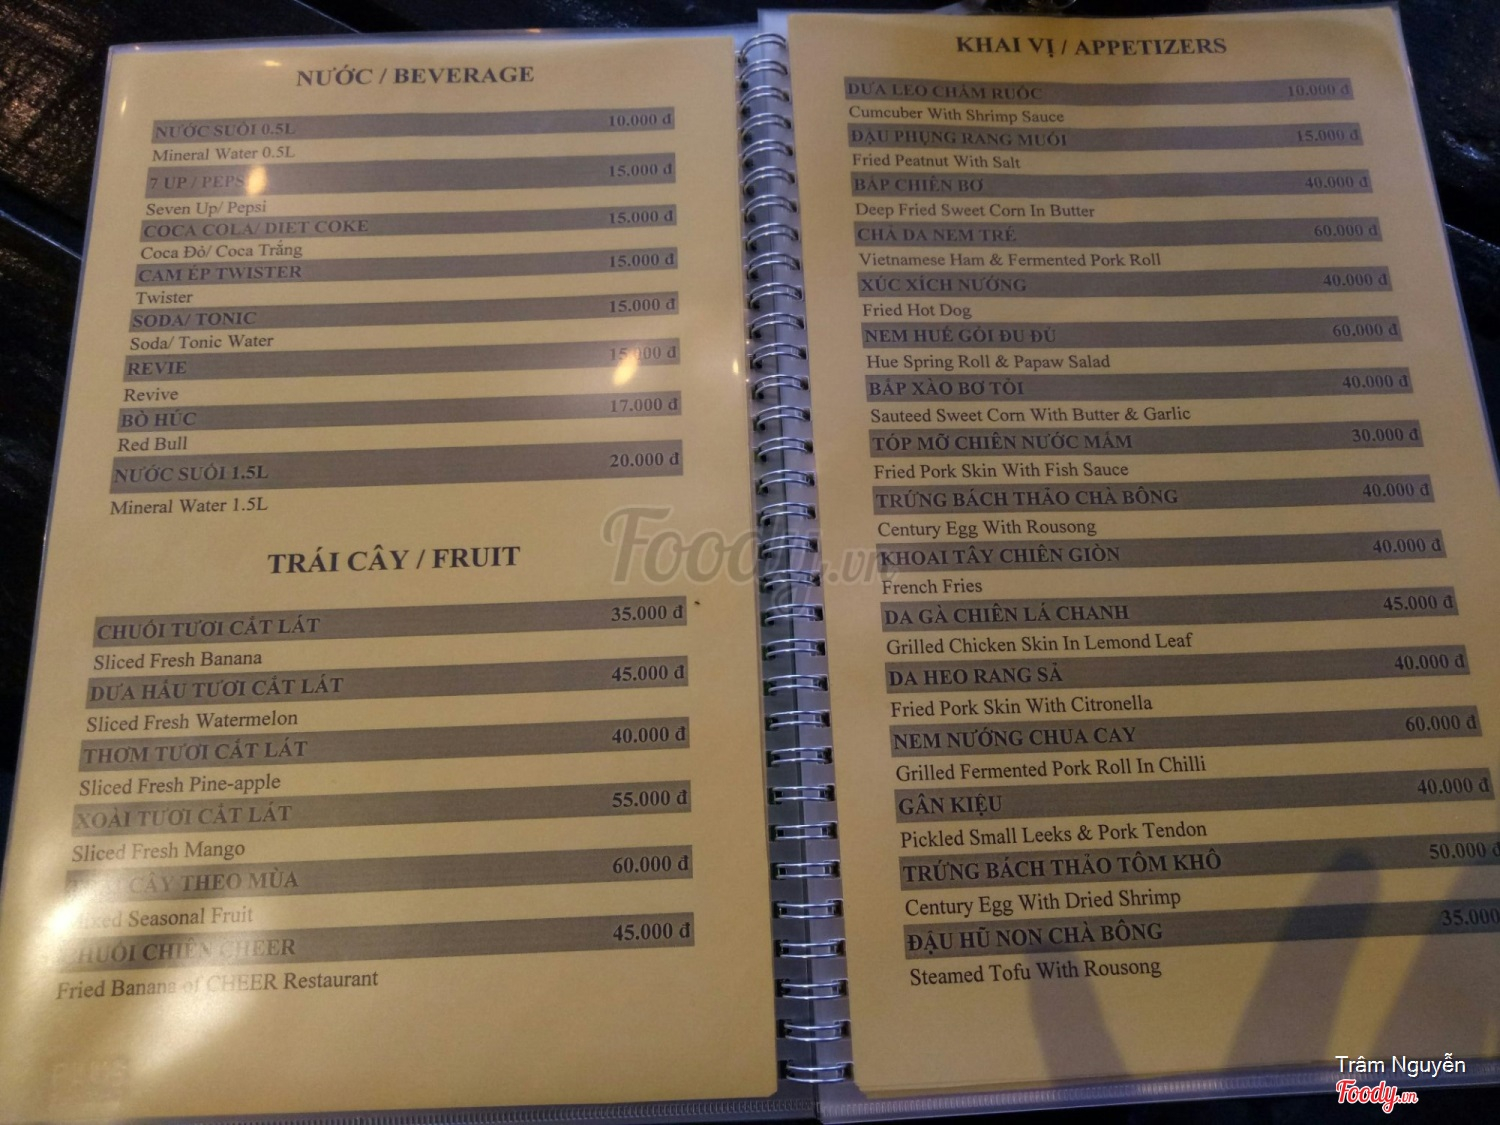 NƯỚC / BEVERAGE
NƯỚC SUỐI 0.5L 10.000 đ
Mineral Water 0.5L
7 UP / PEPSI 15.000 đ
Seven Up/ Pepsi
COCA COLA/ DIET COKE 15.000 đ
Coca Đỏ/ Coca Trắng
CAM ÉP TWISTER 15.000 đ
Twister
SODA/ TONIC 15.000 đ
Soda/ Tonic Water
REVIE 15.000 đ
Revive
BÒ HÚC 17.000 đ
Red Bull
NƯỚC SUỐI 1.5L 20.000 đ
Mineral Water 1.5L
TRÁI CÂY / FRUIT
CHUỐI TƯƠI CẮT LÁT 35.000 đ
Sliced Fresh Banana
DƯA HẤU TƯƠI CẮT LÁT 45.000 đ
Sliced Fresh Watermelon
THƠM TƯƠI CẮT LÁT 40.000 đ
Sliced Fresh Pine-apple
XOÀI TƯƠI CẮT LÁT 55.000 đ
Sliced Fresh Mango
CÂY THEO MÙA 60.000 đ
Mixed Seasonal Fruit
CHUỐI CHIÊN CHEER 45.000 đ
Fried Banana of CHEER Restaurant
KHAI VỊ / APPETIZERS
DƯA LEO CHẤM RUỐC 10.000 đ
Cumcuber With Shrimp Sauce
ĐẬU PHỤNG RANG MUỐI 15.000 đ
Fried Peatnut With Salt
BẮP CHIÊN BƠ 40.000 đ
Deep Fried Sweet Corn In Butter
CHẢ DA NEM TRÉ 60.000 đ
Vietnamese Ham & Fermented Pork Roll
XÚC XÍCH NƯỚNG 40.000 đ
Fried Hot Dog
NEM HUẾ GỎI ĐU ĐỦ 60.000 đ
Hue Spring Roll & Papaw Salad
BẮP XÀO BƠ TỎI 40.000 đ
Sauteed Sweet Corn With Butter & Garlic
TÓP MỠ CHIÊN NƯỚC MẮM 30.000 đ
Fried Pork Skin With Fish Sauce
TRỨNG BÁCH THẢO CHÀ BÔNG 40.000 đ
Century Egg With Rousong
KHOAI TÂY CHIÊN GIÒN 40.000 đ
French Fries
DA GÀ CHIÊN LÁ CHANH 45.000 đ
Grilled Chicken Skin In Lemond Leaf
DA HEO RANG SẢ 40.000 đ
Fried Pork Skin With Citronella
NEM NƯỚNG CHUA CAY 60.000 đ
Grilled Fermented Pork Roll In Chilli
GÂN KIỆU 40.000 đ
Pickled Small Leeks & Pork Tendon
TRỨNG BÁCH THẢO TÔM KHÔ 50.000 đ
Century Egg With Dried Shrimp
ĐẬU HŨ NON CHÀ BÔNG 35.000
Steamed Tofu With Rousong
Foody.vn
Trâm Nguyễn
Foody.vn